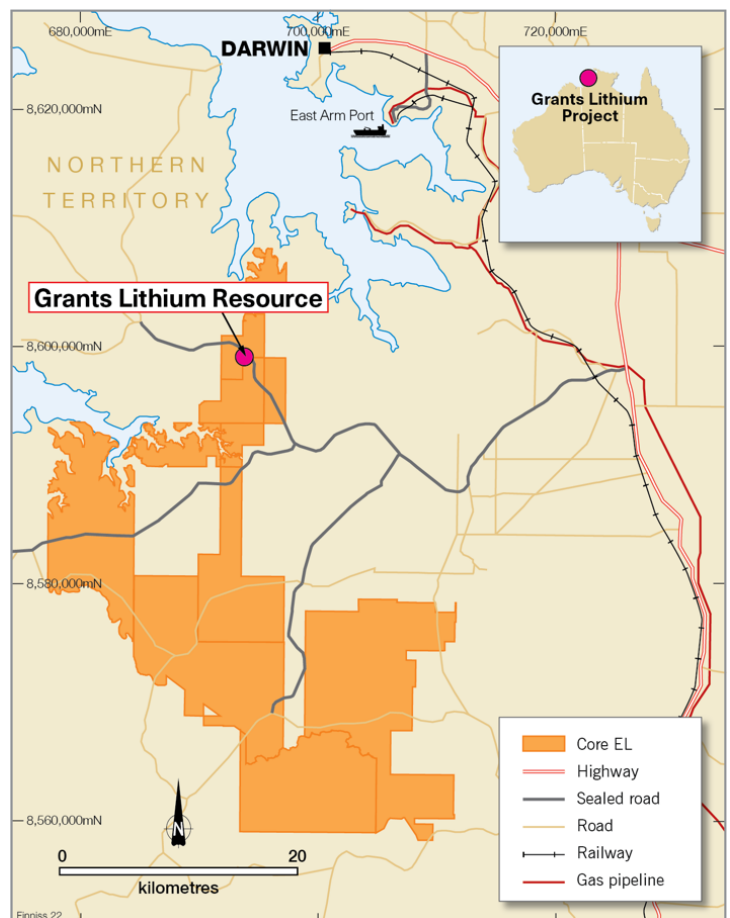 680,000mE
700,000mE
720,000mE
DARWIN
8,620,000mN
East Arm Port
Grants Lithium
Project
NORTHERN
TERRITORY
Grants Lithium Resource
8,600,000mN
8,580,000mN
8,560,000mN
Core EL
Highway
Sealed road
Road
Railway
Gas pipeline
N
0
20
kilometres
Finniss 22